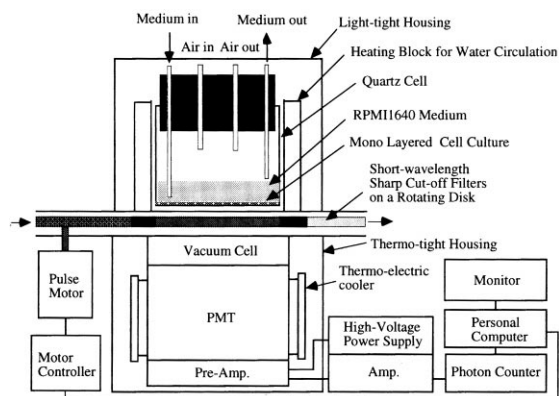 Medium in
Medium out
Air in Air out
Light-tight Housing
Heating Block for Water Circulation
Quartz Cell
RPMI1640 Medium
Mono Layered Cell Culture
Short-wavelength
Sharp Cut-off Filters
on a Rotating Disk
Thermo-tight Housing
Vacuum Cell
Thermo-electric
cooler
Pulse
Motor
PMT
Monitor
High-Voltage
Power Supply
Personal
Computer
Motor
Controller
Pre-Amp.
Amp.
Photon Counter